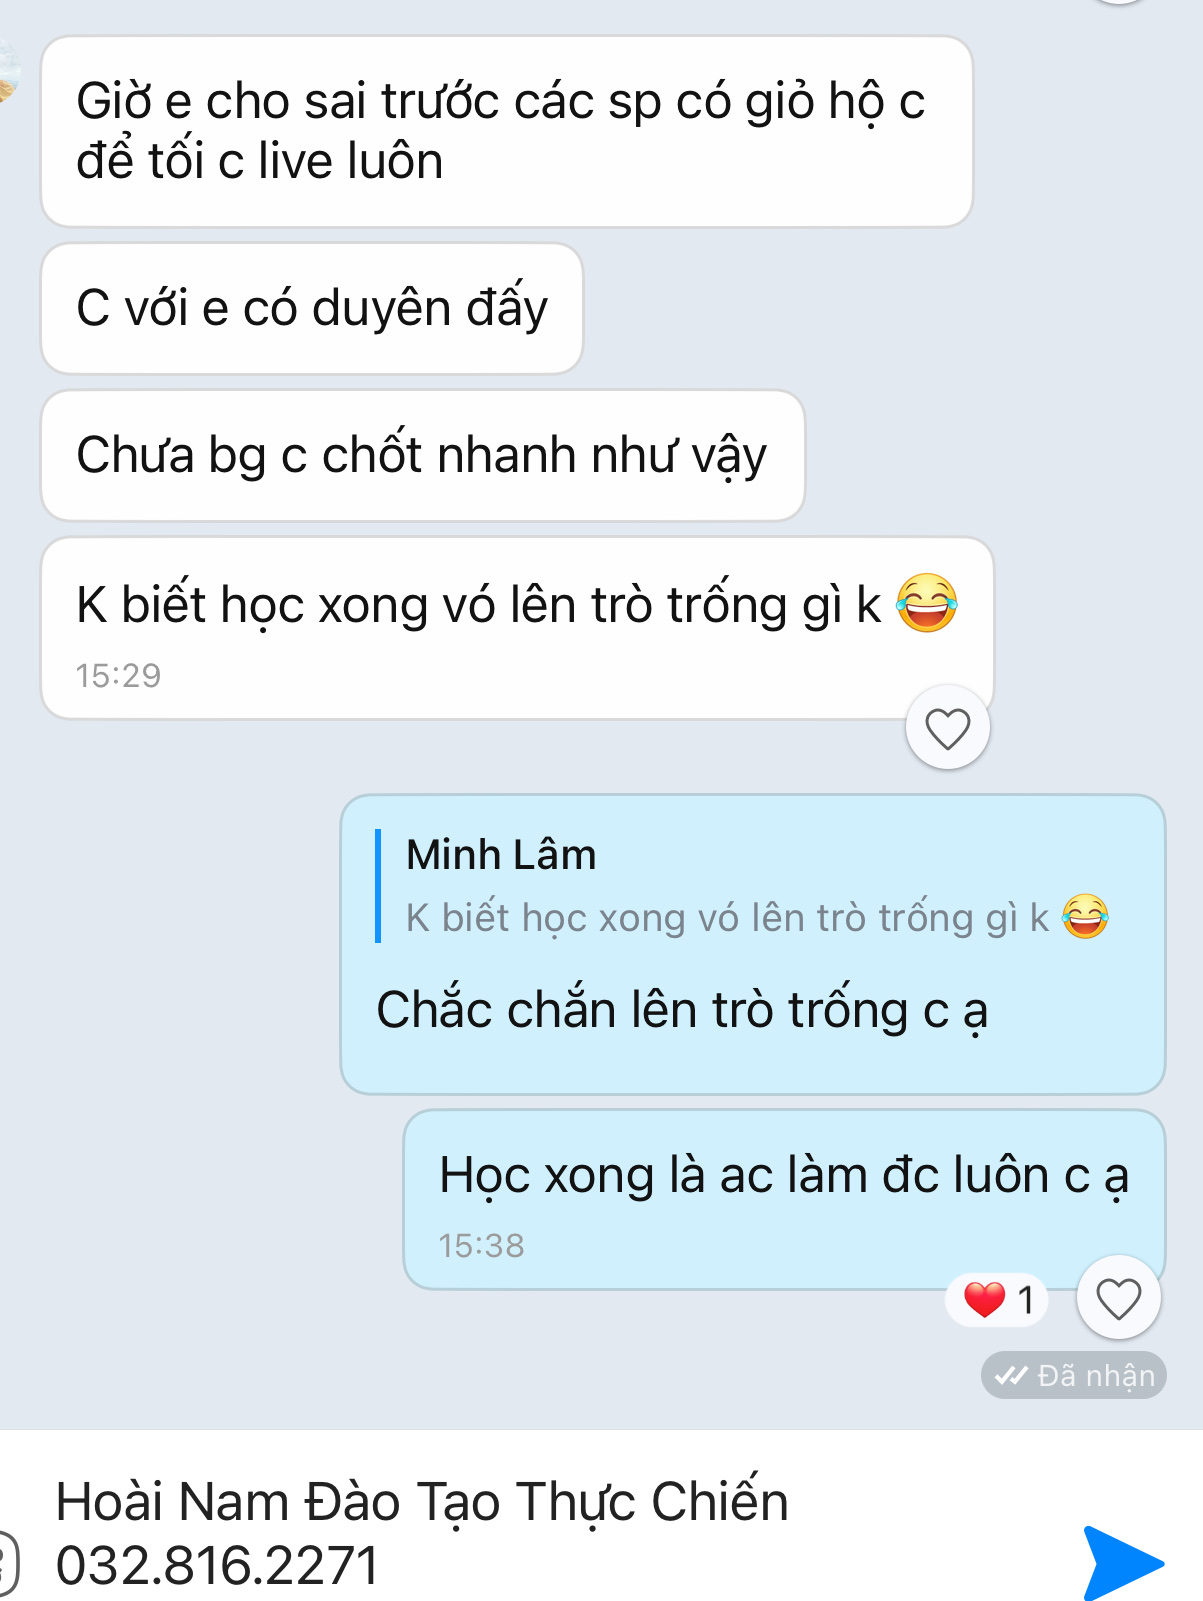 Giờ e cho sai trước các sp có giỏ hộ c
để tối c live luôn
C với e có duyên đấy
Chưa bg c chốt nhanh như vậy
K biết học xong vó lên trò trống gì k 😂
15:29
Minh Lâm
K biết học xong vó lên trò trống gì k 😂
Chắc chắn lên trò trống c ạ
Học xong là ac làm đc luôn c ạ
15:38
❤️ 1
Đã nhận
Hoài Nam Đào Tạo Thực Chiến
032.816.2271